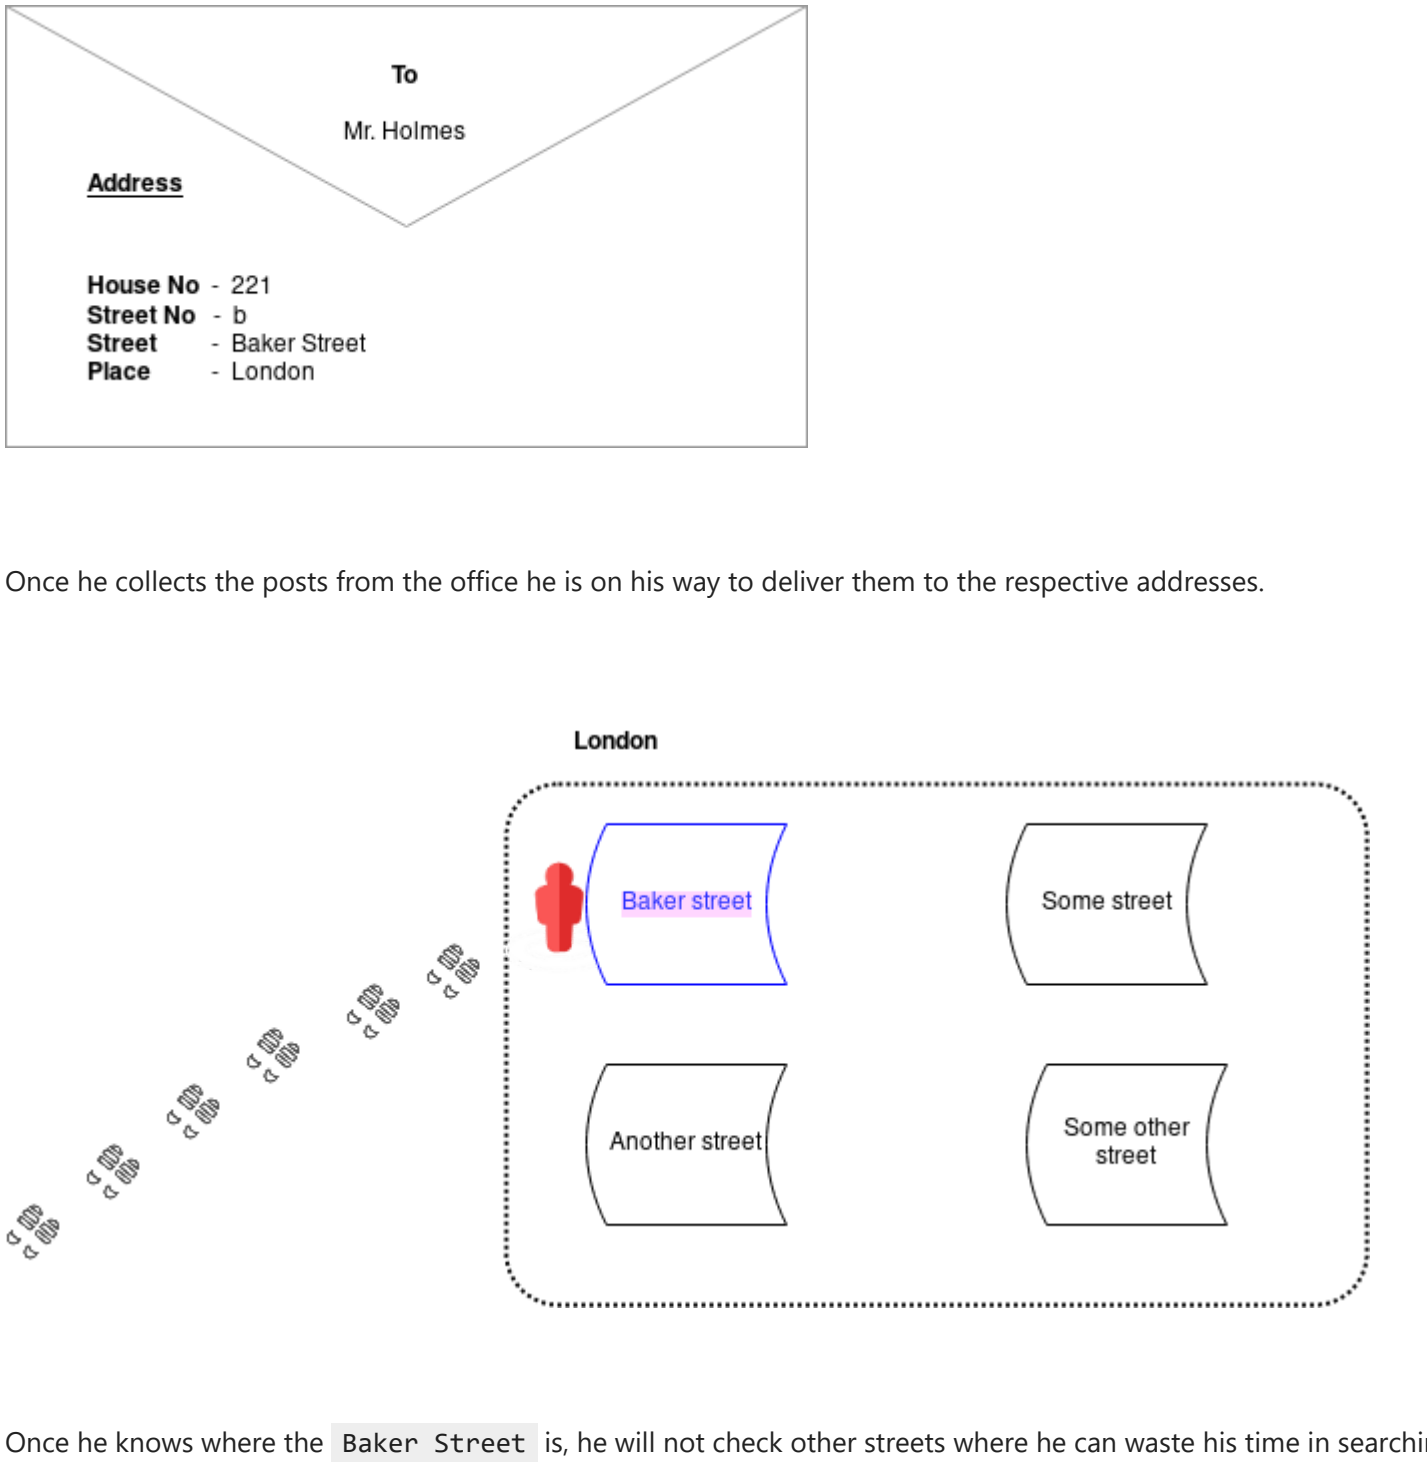 To
Mr. Holmes
Address
House No - 221
Street No - b
Street - Baker Street
Place - London
Once he collects the posts from the office he is on his way to deliver them to the respective addresses.
London
Baker street
Some street
Another street
Some other
street
Once he knows where the Baker Street is, he will not check other streets where he can waste his time in